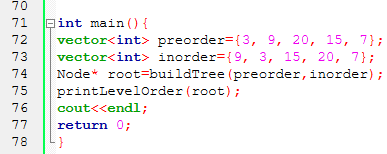 70
71 int main(){
72 vector<int> preorder={3, 9, 20, 15, 7};
73 vector<int> inorder={9, 3, 15, 20, 7};
74 Node* root=buildTree(preorder,inorder);
75 printLevelOrder(root);
76 cout<<endl;
77 return 0;
78 }